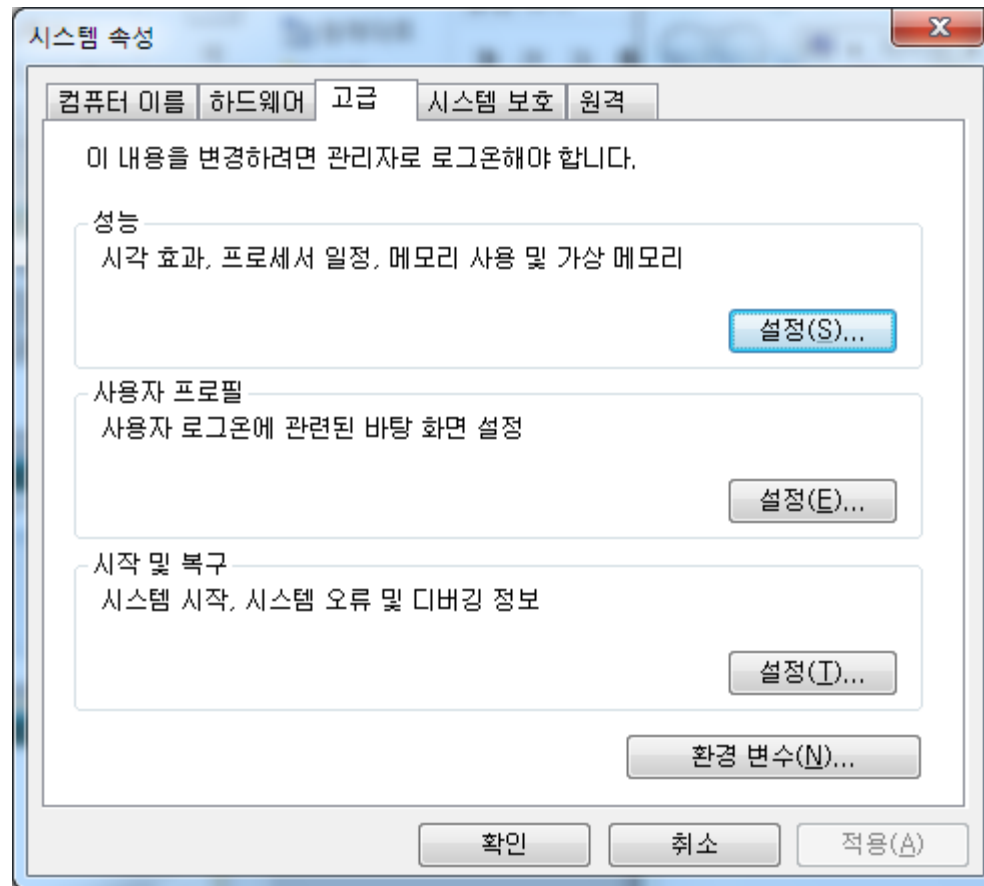 시스템 속성
컴퓨터 이름 하드웨어 고급 시스템 보호 원격
이 내용을 변경하려면 관리자로 로그온해야 합니다.
성능
시각 효과, 프로세서 일정, 메모리 사용 및 가상 메모리
설정(S)...
사용자 프로필
사용자 로그온에 관련된 바탕 화면 설정
설정(E)...
시작 및 복구
시스템 시작, 시스템 오류 및 디버깅 정보
설정(T)...
환경 변수(N)...
확인 취소 적용(A)